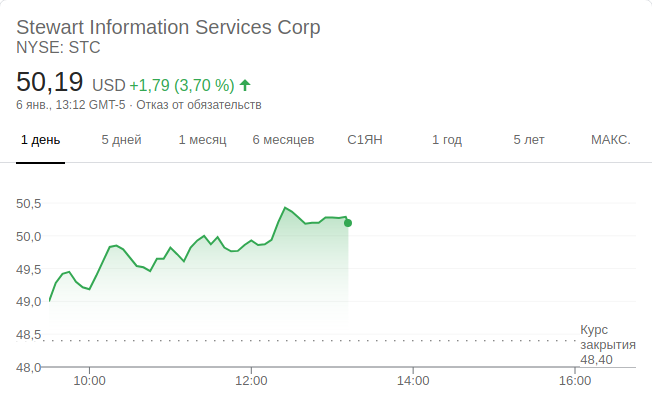 Stewart Information Services Corp
NYSE: STC
50,19 USD +1,79 (3,70 %)
6 янв., 13:12 GMT-5 · Отказ от обязательств
1 день 5 дней 1 месяц 6 месяцев С1ЯН 1 год 5 лет МАКС.
50,5
50,0
49,5
49,0
48,5
48,0
Курс
закрытия
48,40
10:00 12:00 14:00 16:00